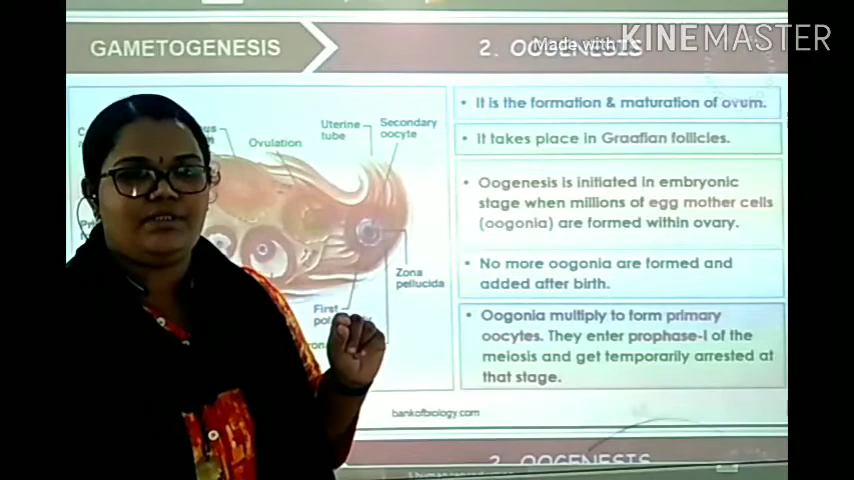 GAMETOGENESIS
2. OOGENESIS
Made with KINEMASTER
• It is the formation & maturation of ovum.
• It takes place in Graafian follicles.
• Oogenesis is initiated in embryonic
stage when millions of egg mother cells
(oogonia) are formed within ovary.
• No more oogonia are formed and
added after birth.
• Oogonia multiply to form primary
oocytes. They enter prophase-I of the
meiosis and get temporarily arrested at
that stage.
Ovulation
Uterine
tube
Secondary
oocyte
Zona
pellucida
First
bankofbiology.com
2. OOGENESIS